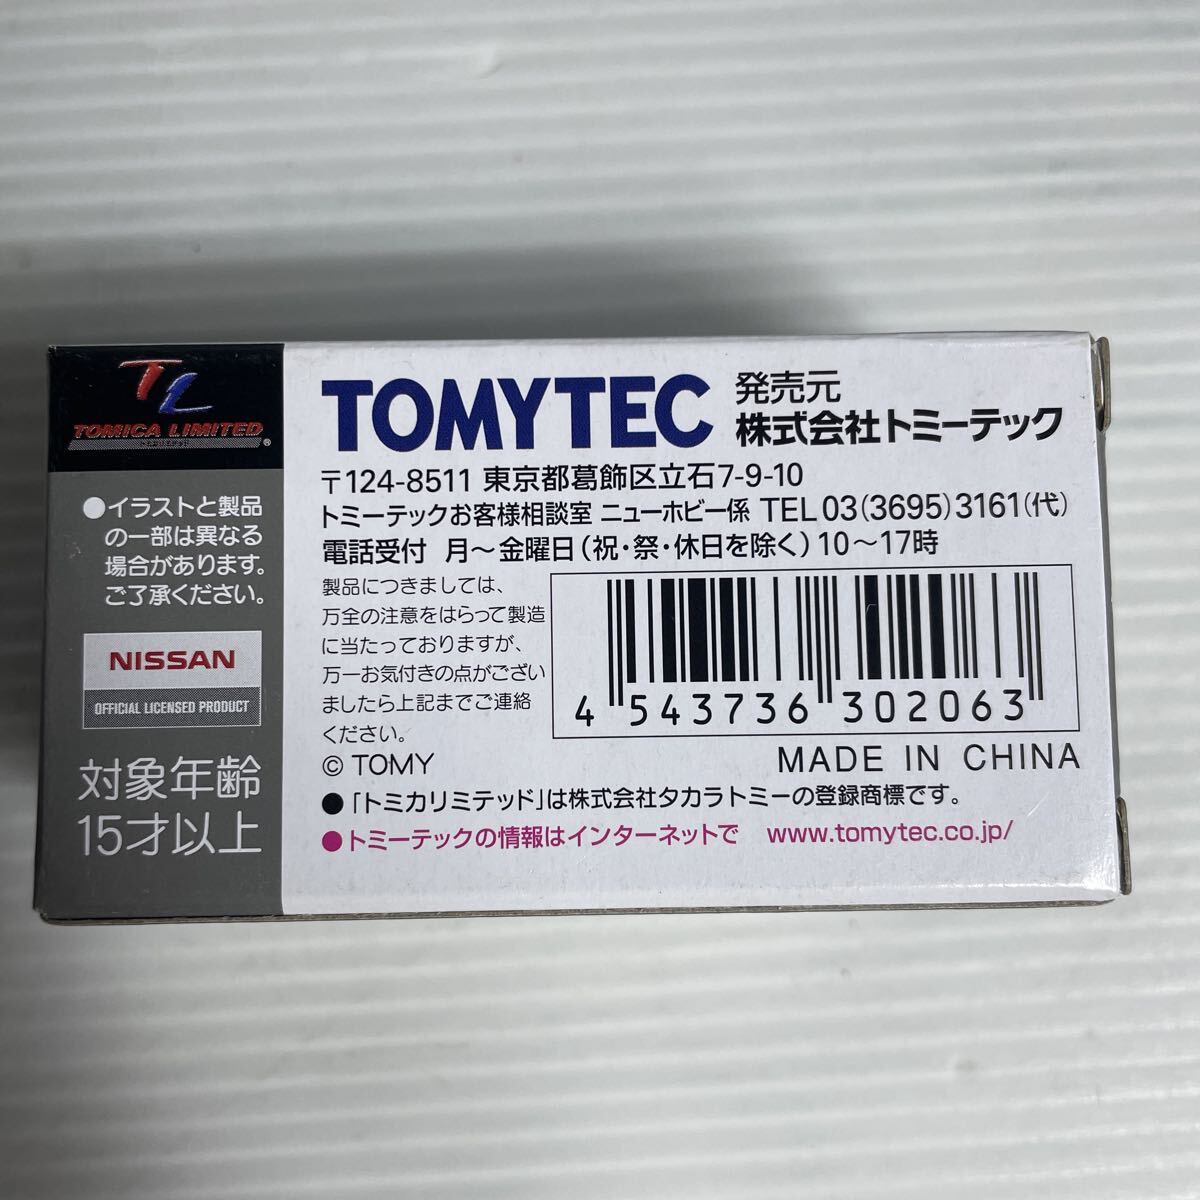 TL
TOMICA LIMITED
®
●イラストと製品
の一部は異なる
場合があります。
ご了承ください。
NISSAN
OFFICIAL LICENSED PRODUCT
対象年齢
15才以上
TOMYTEC
発売元
株式会社トミーテック
〒124-8511 東京都葛飾区立石7-9-10
トミーテックお客様相談室 ニューホビー係 TEL 03(3695)3161(代)
電話受付 月〜金曜日(祝・祭・休日を除く)10〜17時
製品につきましては、
万全の注意をはらって製造
に当たっておりますが、
万一お気付きの点がござい
ましたら上記までご連絡
ください。
© TOMY
4 543736 302063
MADE IN CHINA
●「トミカリミテッド」は株式会社タカラトミーの登録商標です。
●トミーテックの情報はインターネットで www.tomytec.co.jp/